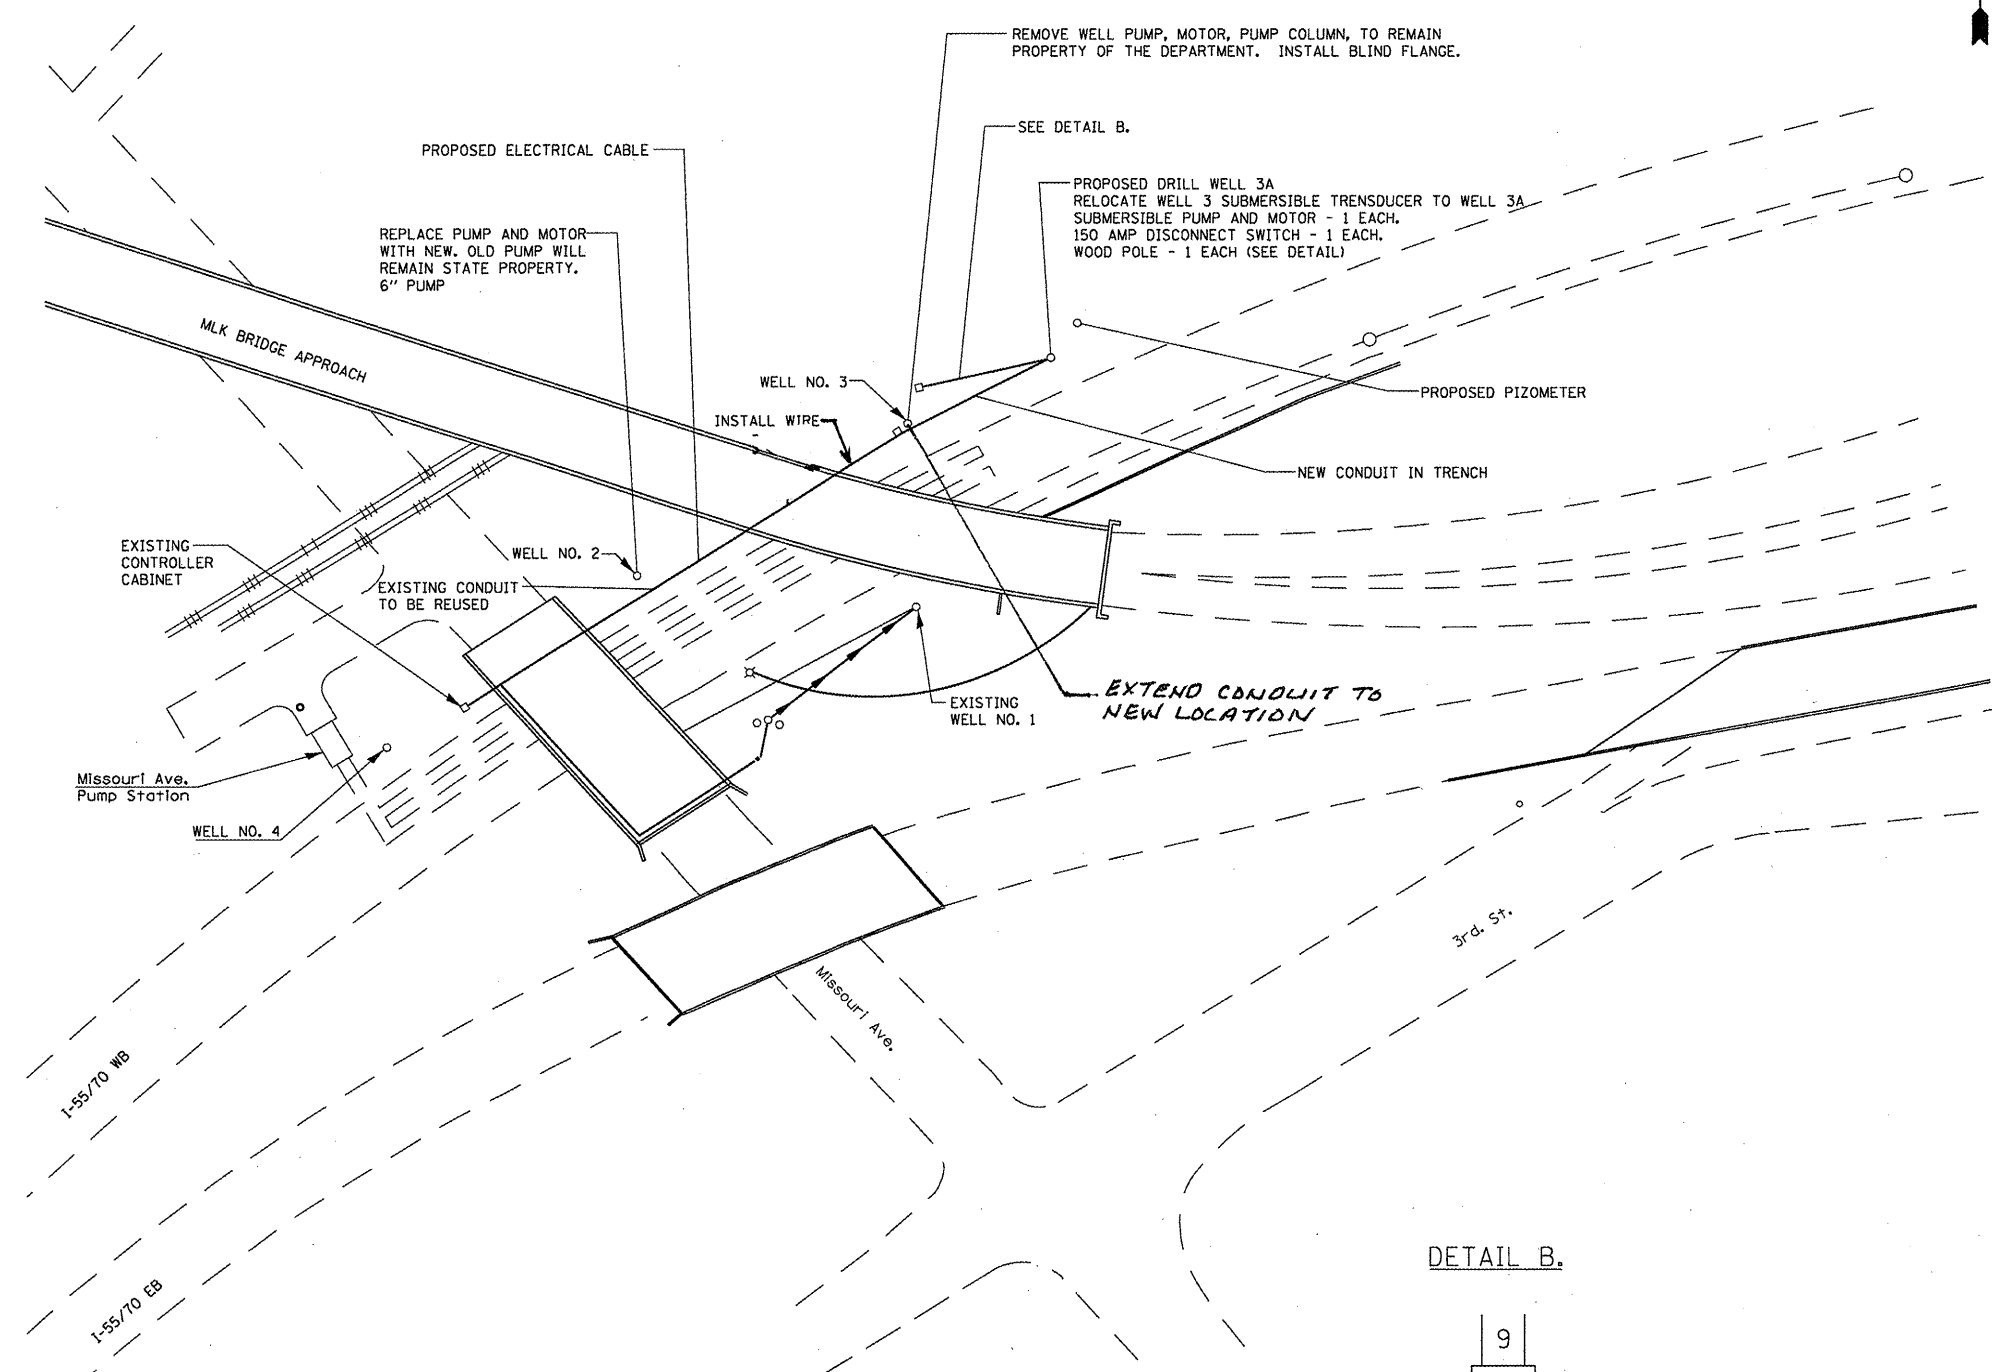 REMOVE WELL PUMP, MOTOR, PUMP COLUMN, TO REMAIN
PROPERTY OF THE DEPARTMENT. INSTALL BLIND FLANGE.
SEE DETAIL B.
PROPOSED ELECTRICAL CABLE
PROPOSED DRILL WELL 3A
RELOCATE WELL 3 SUBMERSIBLE TRENSDUCER TO WELL 3A
SUBMERSIBLE PUMP AND MOTOR - 1 EACH.
150 AMP DISCONNECT SWITCH - 1 EACH.
WOOD POLE - 1 EACH (SEE DETAIL)
REPLACE PUMP AND MOTOR
WITH NEW. OLD PUMP WILL
REMAIN STATE PROPERTY.
6" PUMP
MLK BRIDGE APPROACH
WELL NO. 3
PROPOSED PIZOMETER
INSTALL WIRE
NEW CONDUIT IN TRENCH
EXISTING
CONTROLLER
CABINET
WELL NO. 2
EXISTING CONDUIT
TO BE REUSED
EXTEND CONDUIT TO
NEW LOCATION
EXISTING
WELL NO. 1
Missouri Ave.
Pump Station
WELL NO. 4
3rd. St.
Missouri Ave.
I-55/70 WB
I-55/70 EB
DETAIL B.
9